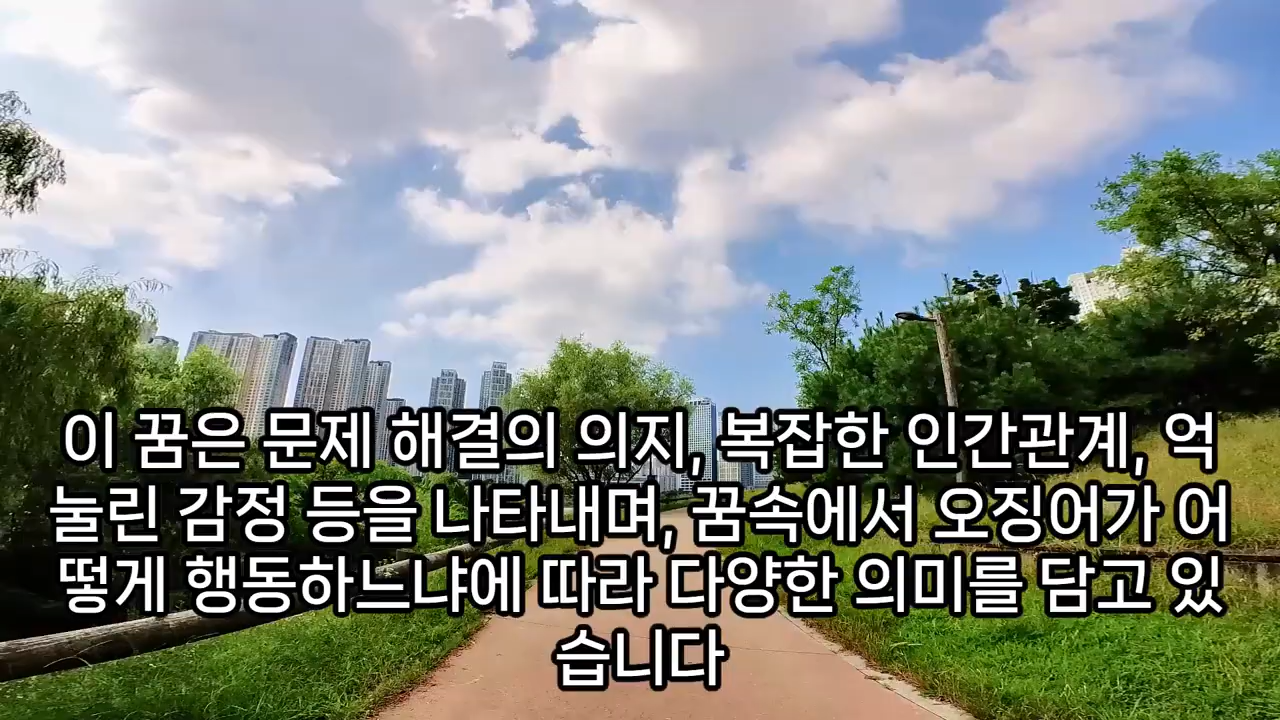 이 꿈은 문제 해결의 의지, 복잡한 인간관계, 억
눌린 감정 등을 나타내며, 꿈속에서 오징어가 어
떻게 행동하느냐에 따라 다양한 의미를 담고 있
습니다